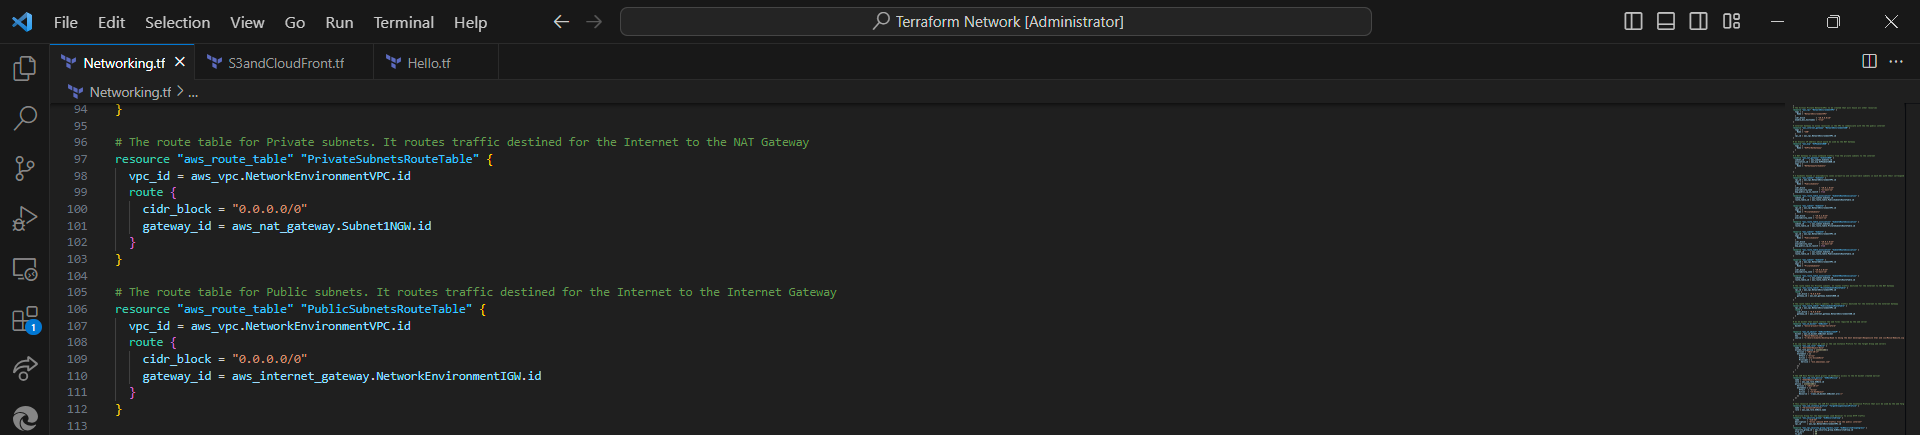 File Edit Selection View Go Run Terminal Help
Terraform Network [Administrator]
Networking.tf
S3andCloudFront.tf
Hello.tf
Networking.tf > ...
94 }
95
96 # The route table for Private subnets. It routes traffic destined for the Internet to the NAT Gateway
97 resource "aws_route_table" "PrivateSubnetsRouteTable" {
98 vpc_id = aws_vpc.NetworkEnvironmentVPC.id
99 route {
100 cidr_block = "0.0.0.0/0"
101 gateway_id = aws_nat_gateway.Subnet1NGW.id
102 }
103 }
104
105 # The route table for Public subnets. It routes traffic destined for the Internet to the Internet Gateway
106 resource "aws_route_table" "PublicSubnetsRouteTable" {
107 vpc_id = aws_vpc.NetworkEnvironmentVPC.id
108 route {
109 cidr_block = "0.0.0.0/0"
110 gateway_id = aws_internet_gateway.NetworkEnvironmentIGW.id
111 }
112 }
113
1